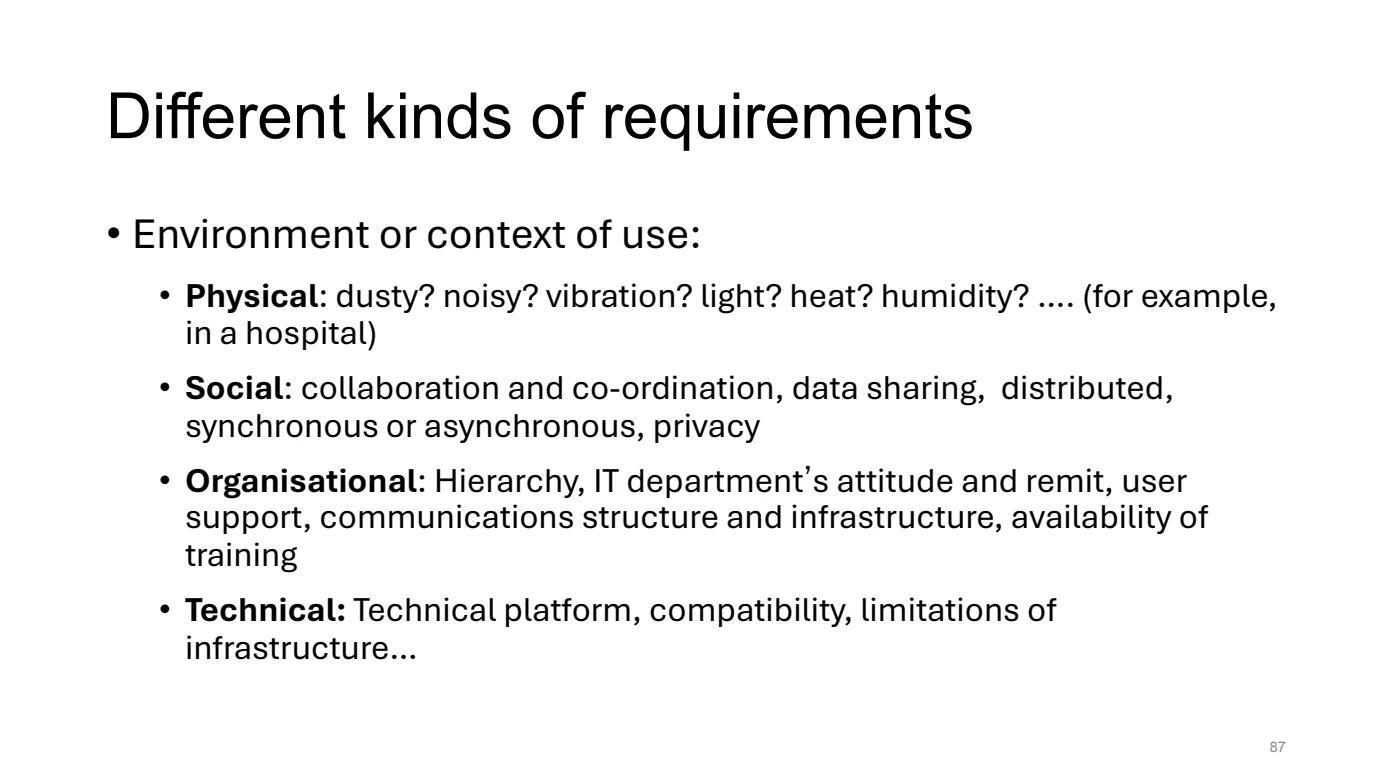 Different kinds of requirements
• Environment or context of use:
• Physical: dusty? noisy? vibration? light? heat? humidity? …. (for example,
in a hospital)
• Social: collaboration and co-ordination, data sharing,  distributed,
synchronous or asynchronous, privacy
• Organisational: Hierarchy, IT department’s attitude and remit, user
support, communications structure and infrastructure, availability of
training
• Technical: Technical platform, compatibility, limitations of
infrastructure…
87